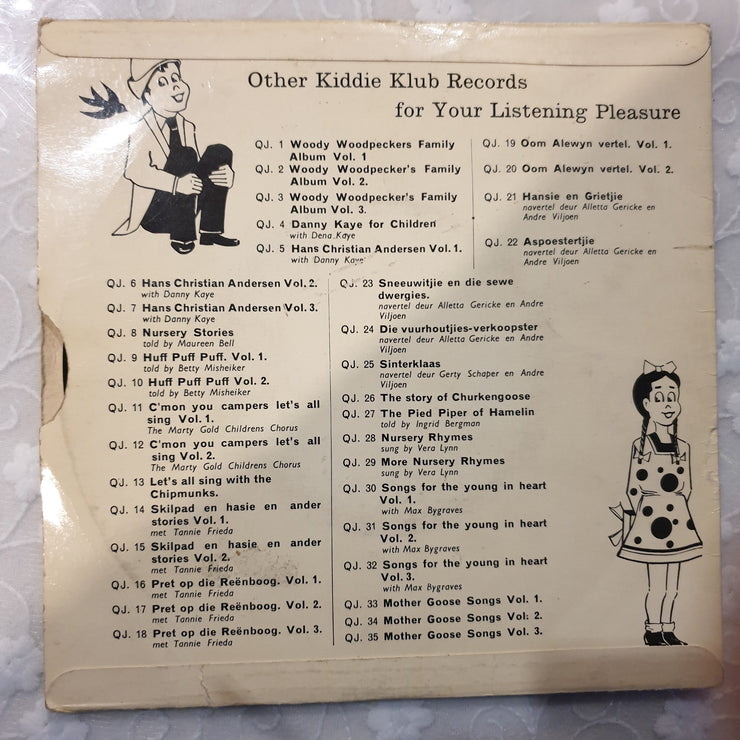 Other Kiddie Klub Records
for Your Listening Pleasure
QJ. 1 Woody Woodpeckers Family
Album Vol. 1
QJ. 2 Woody Woodpecker's Family
Album Vol. 2.
QJ. 3 Woody Woodpecker's Family
Album Vol. 3.
QJ. 4 Danny Kaye for Children
with Dena Kaye
QJ. 5 Hans Christian Andersen Vol. 1.
with Danny Kaye
QJ. 6 Hans Christian Andersen Vol. 2.
with Danny Kaye
QJ. 7 Hans Christian Andersen Vol. 3.
with Danny Kaye
QJ. 8 Nursery Stories
told by Maureen Bell
QJ. 9 Huff Puff Puff. Vol. 1.
told by Betty Misheiker
QJ. 10 Huff Puff Puff Vol. 2.
told by Betty Misheiker
QJ. 11 C'mon you campers let's all
sing Vol. 1.
The Marty Gold Childrens Chorus
QJ. 12 C'mon you campers let's all
sing Vol. 2.
The Marty Gold Childrens Chorus
QJ. 13 Let's all sing with the
Chipmunks.
QJ. 14 Skilpad en hasie en ander
stories Vol. 1.
met Tannie Frieda
QJ. 15 Skilpad en hasie en ander
stories Vol. 2.
met Tannie Frieda
QJ. 16 Pret op die Reënboog. Vol. 1.
met Tannie Frieda
QJ. 17 Pret op die Reënboog. Vol. 2.
met Tannie Frieda
QJ. 18 Pret op die Reënboog. Vol. 3.
met Tannie Frieda
QJ. 19 Oom Alewyn vertel. Vol. 1.
QJ. 20 Oom Alewyn vertel. Vol. 2.
QJ. 21 Hansie en Grietjie
navertel deur Alletta Gericke en
Andre Viljoen
QJ. 22 Aspoestertjie
navertel deur Alletta Gericke en
Andre Viljoen
QJ. 23 Sneeuwitjie en die sewe
dwergies.
navertel deur Alletta Gericke en Andre
Viljoen
QJ. 24 Die vuurhoutjies-verkoopster
navertel deur Alletta Gericke en Andre
Viljoen
QJ. 25 Sinterklaas
navertel deur Gerty Schaper en Andre
Viljoen
QJ. 26 The story of Churkengoose
QJ. 27 The Pied Piper of Hamelin
told by Ingrid Bergman
QJ. 28 Nursery Rhymes
sung by Vera Lynn
QJ. 29 More Nursery Rhymes
sung by Vera Lynn
QJ. 30 Songs for the young in heart
Vol. 1.
with Max Bygraves
QJ. 31 Songs for the young in heart
Vol. 2.
with Max Bygraves
QJ. 32 Songs for the young in heart
Vol. 3.
with Max Bygraves
QJ. 33 Mother Goose Songs Vol. 1.
QJ. 34 Mother Goose Songs Vol: 2.
QJ. 35 Mother Goose Songs Vol. 3.